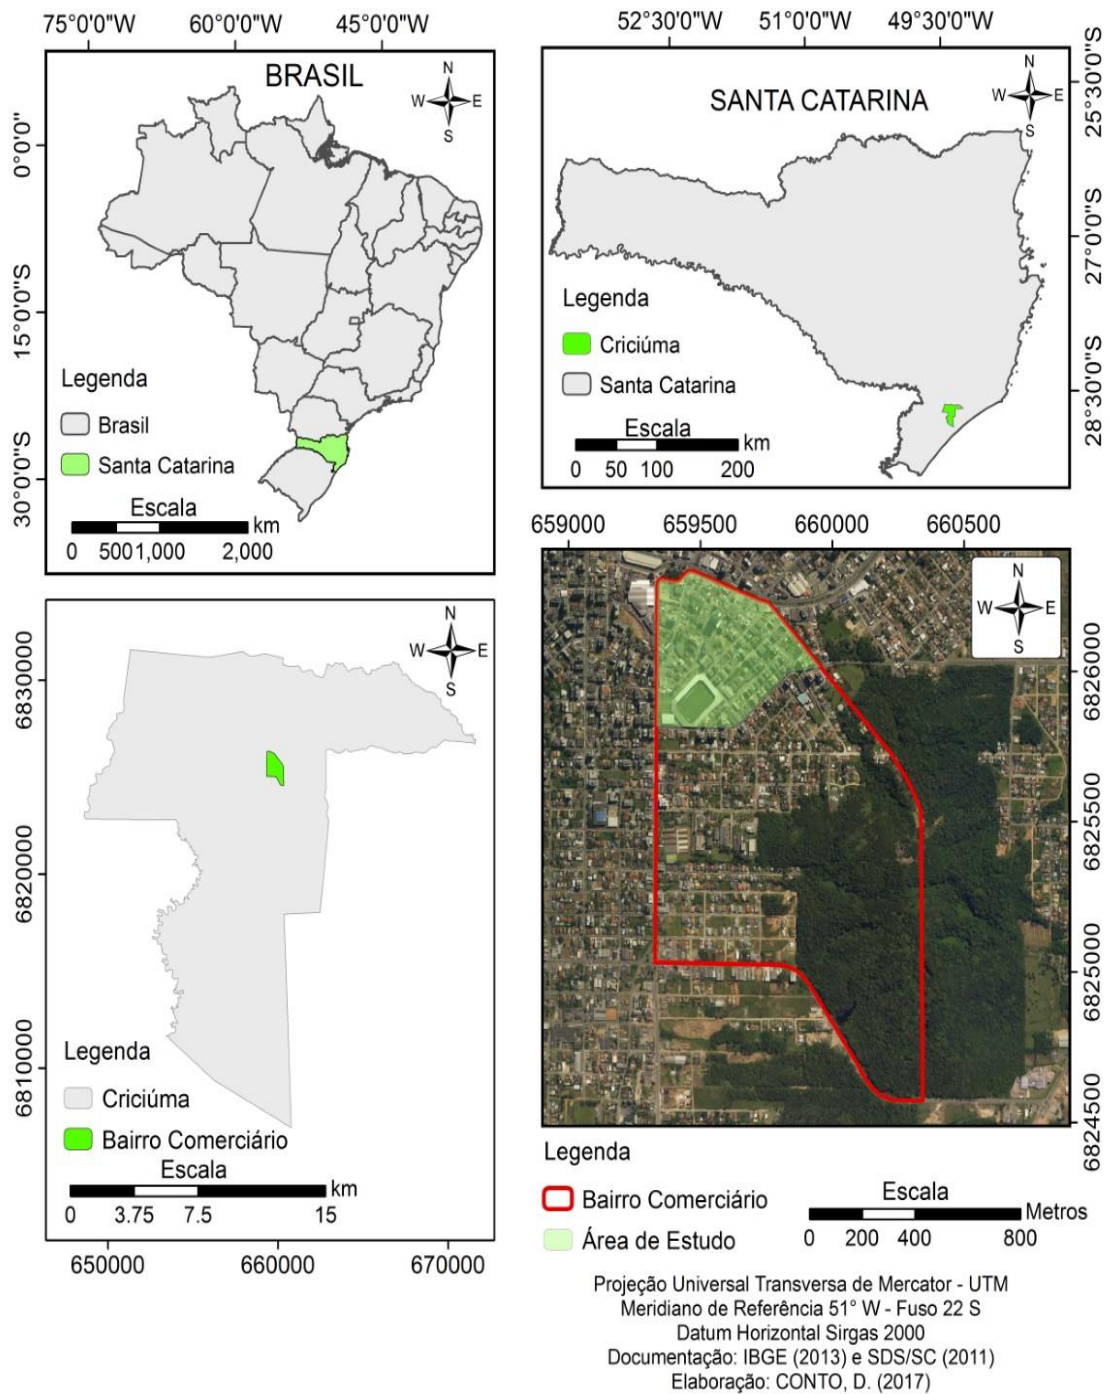 75°0'0"W 60°0'0"W 45°0'0"W
BRASIL
N
W E
S
0°0'0"
15°0'0"S
30°0'0"S
Legenda
Brasil
Santa Catarina
Escala
km
0 500 1,000 2,000
52°30'0"W 51°0'0"W 49°30'0"W
SANTA CATARINA
N
W E
S
25°30'0"S
27°0'0"S
28°30'0"S
Legenda
Criciúma
Santa Catarina
Escala
km
0 50 100 200
N
W E
S
6830000
6820000
6810000
Legenda
Criciúma
Bairro Comerciário
Escala
km
0 3.75 7.5 15
650000 660000 670000
659000 659500 660000 660500
N
W E
S
6826000
6825500
6825000
6824500
Legenda
Bairro Comerciário
Área de Estudo
Escala
Metros
0 200 400 800
Projeção Universal Transversa de Mercator - UTM
Meridiano de Referência 51° W - Fuso 22 S
Datum Horizontal Sirgas 2000
Documentação: IBGE (2013) e SDS/SC (2011)
Elaboração: CONTO, D. (2017)